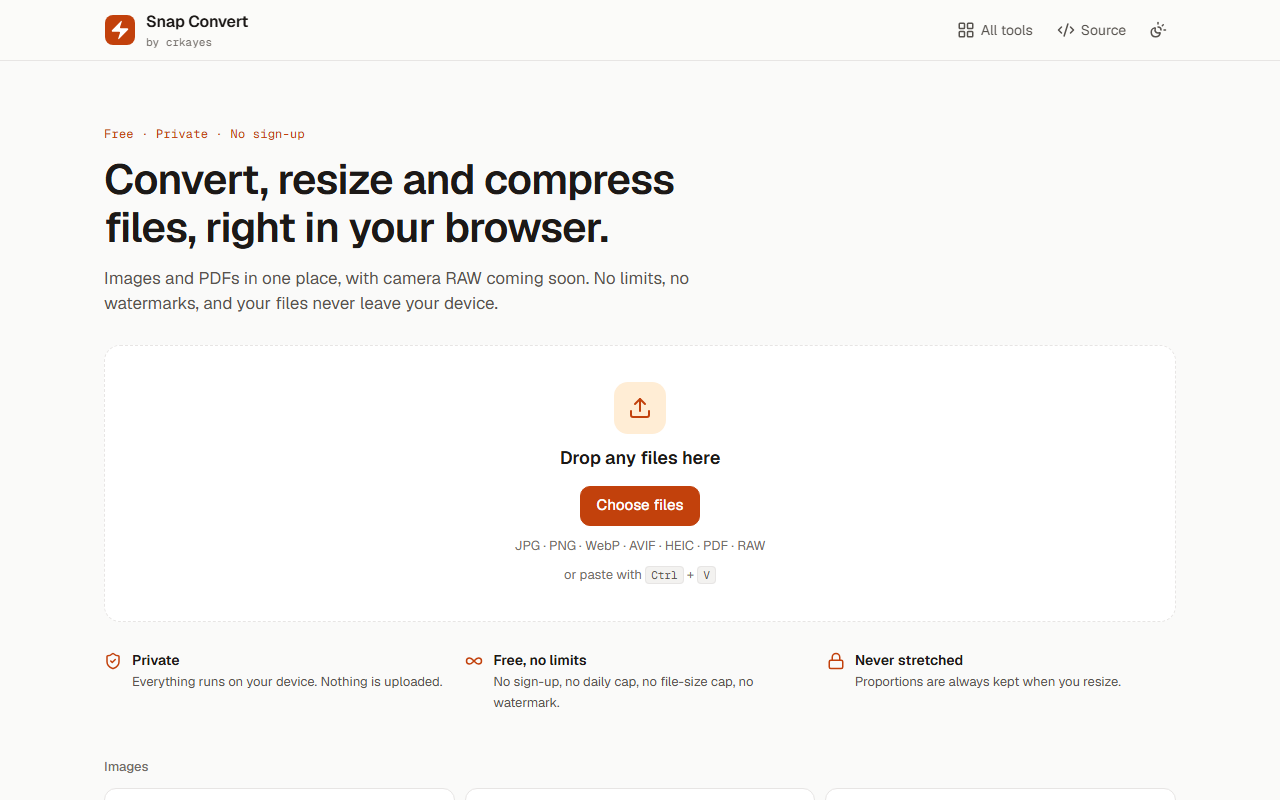 Snap Convert
by crkayes
All tools
Source
Free · Private · No sign-up
Convert, resize and compress
files, right in your browser.
Images and PDFs in one place, with camera RAW coming soon. No limits, no
watermarks, and your files never leave your device.
Drop any files here
Choose files
JPG · PNG · WebP · AVIF · HEIC · PDF · RAW
or paste with Ctrl + V
Private
Everything runs on your device. Nothing is uploaded.
Free, no limits
No sign-up, no daily cap, no file-size cap, no
watermark.
Never stretched
Proportions are always kept when you resize.
Images